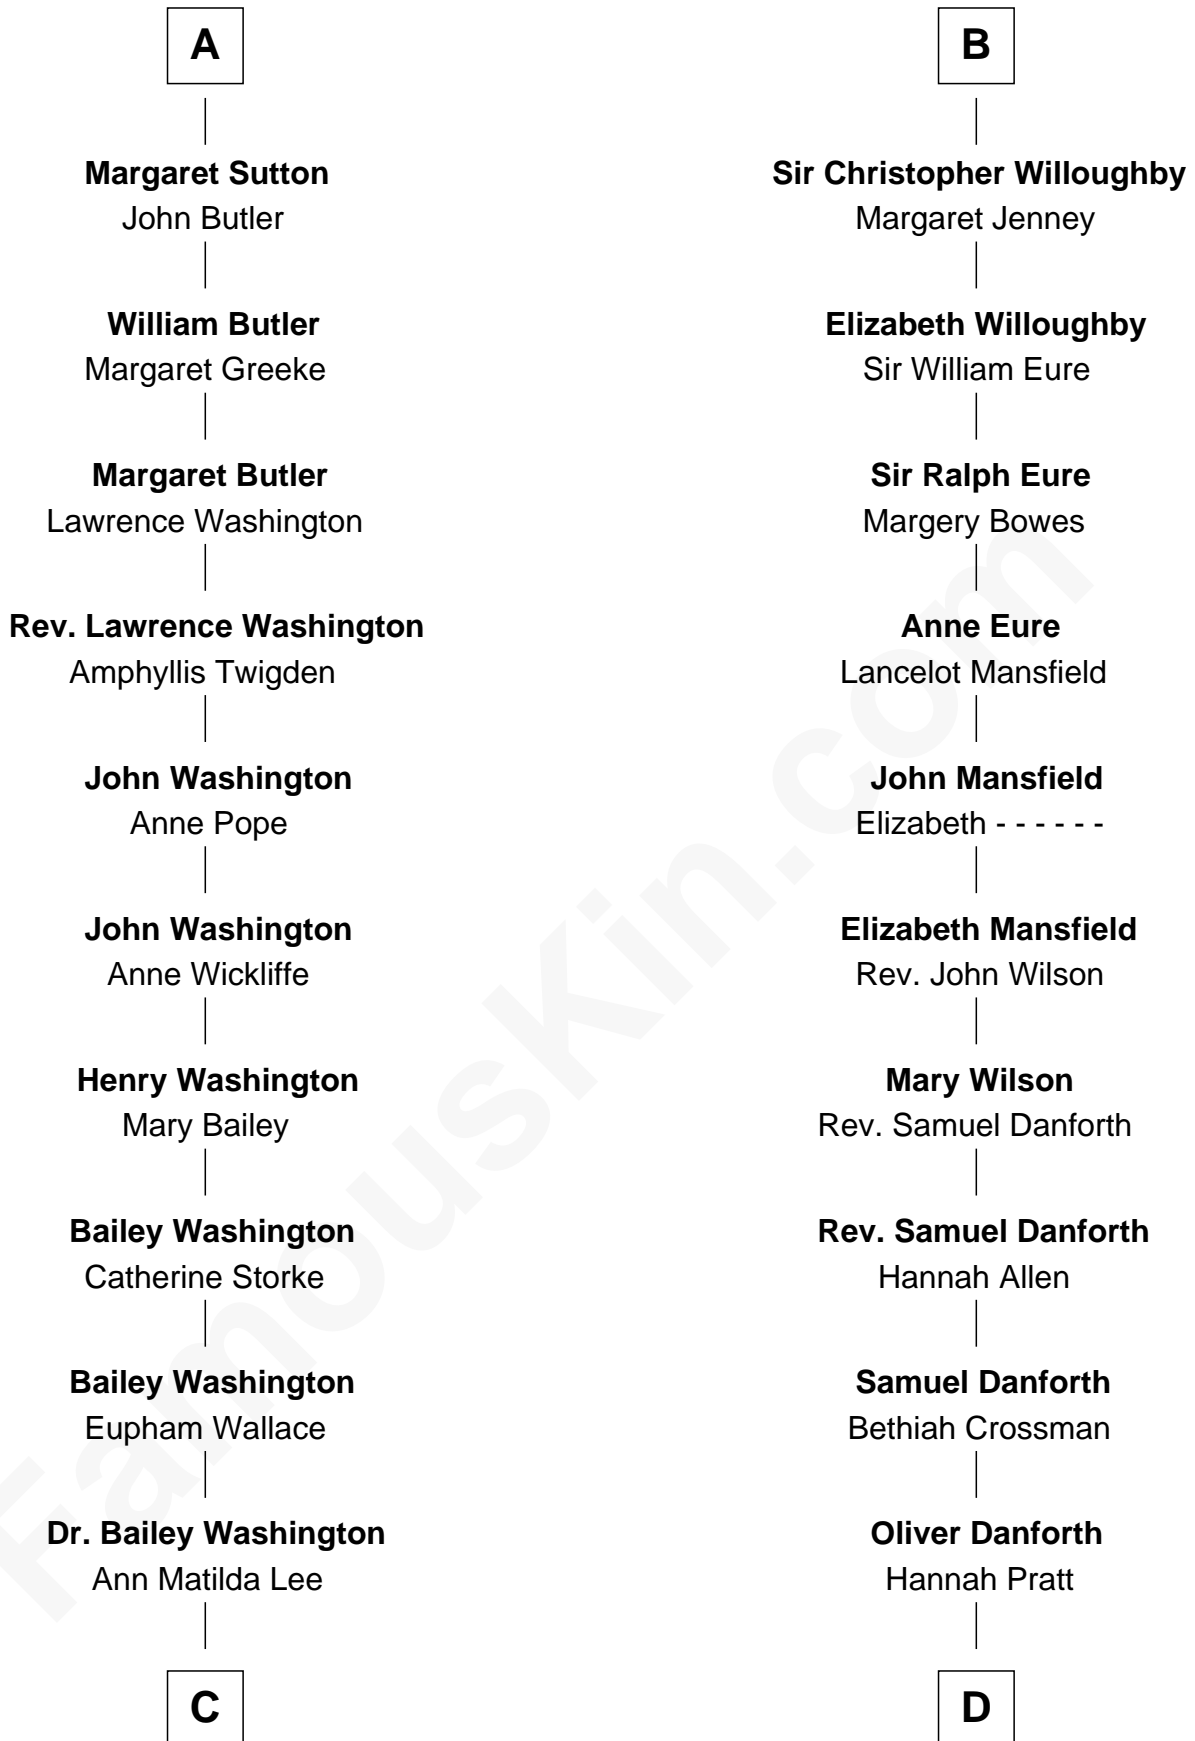 A
Margaret Sutton
John Butler
William Butler
Margaret Greeke
Margaret Butler
Lawrence Washington
Rev. Lawrence Washington
Amphyllis Twigden
John Washington
Anne Pope
John Washington
Anne Wickliffe
Henry Washington
Mary Bailey
Bailey Washington
Catherine Storke
Bailey Washington
Eupham Wallace
Dr. Bailey Washington
Ann Matilda Lee
C
B
Sir Christopher Willoughby
Margaret Jenney
Elizabeth Willoughby
Sir William Eure
Sir Ralph Eure
Margery Bowes
Anne Eure
Lancelot Mansfield
John Mansfield
Elizabeth - - - - - -
Elizabeth Mansfield
Rev. John Wilson
Mary Wilson
Rev. Samuel Danforth
Rev. Samuel Danforth
Hannah Allen
Samuel Danforth
Bethiah Crossman
Oliver Danforth
Hannah Pratt
D
FamousKin.com